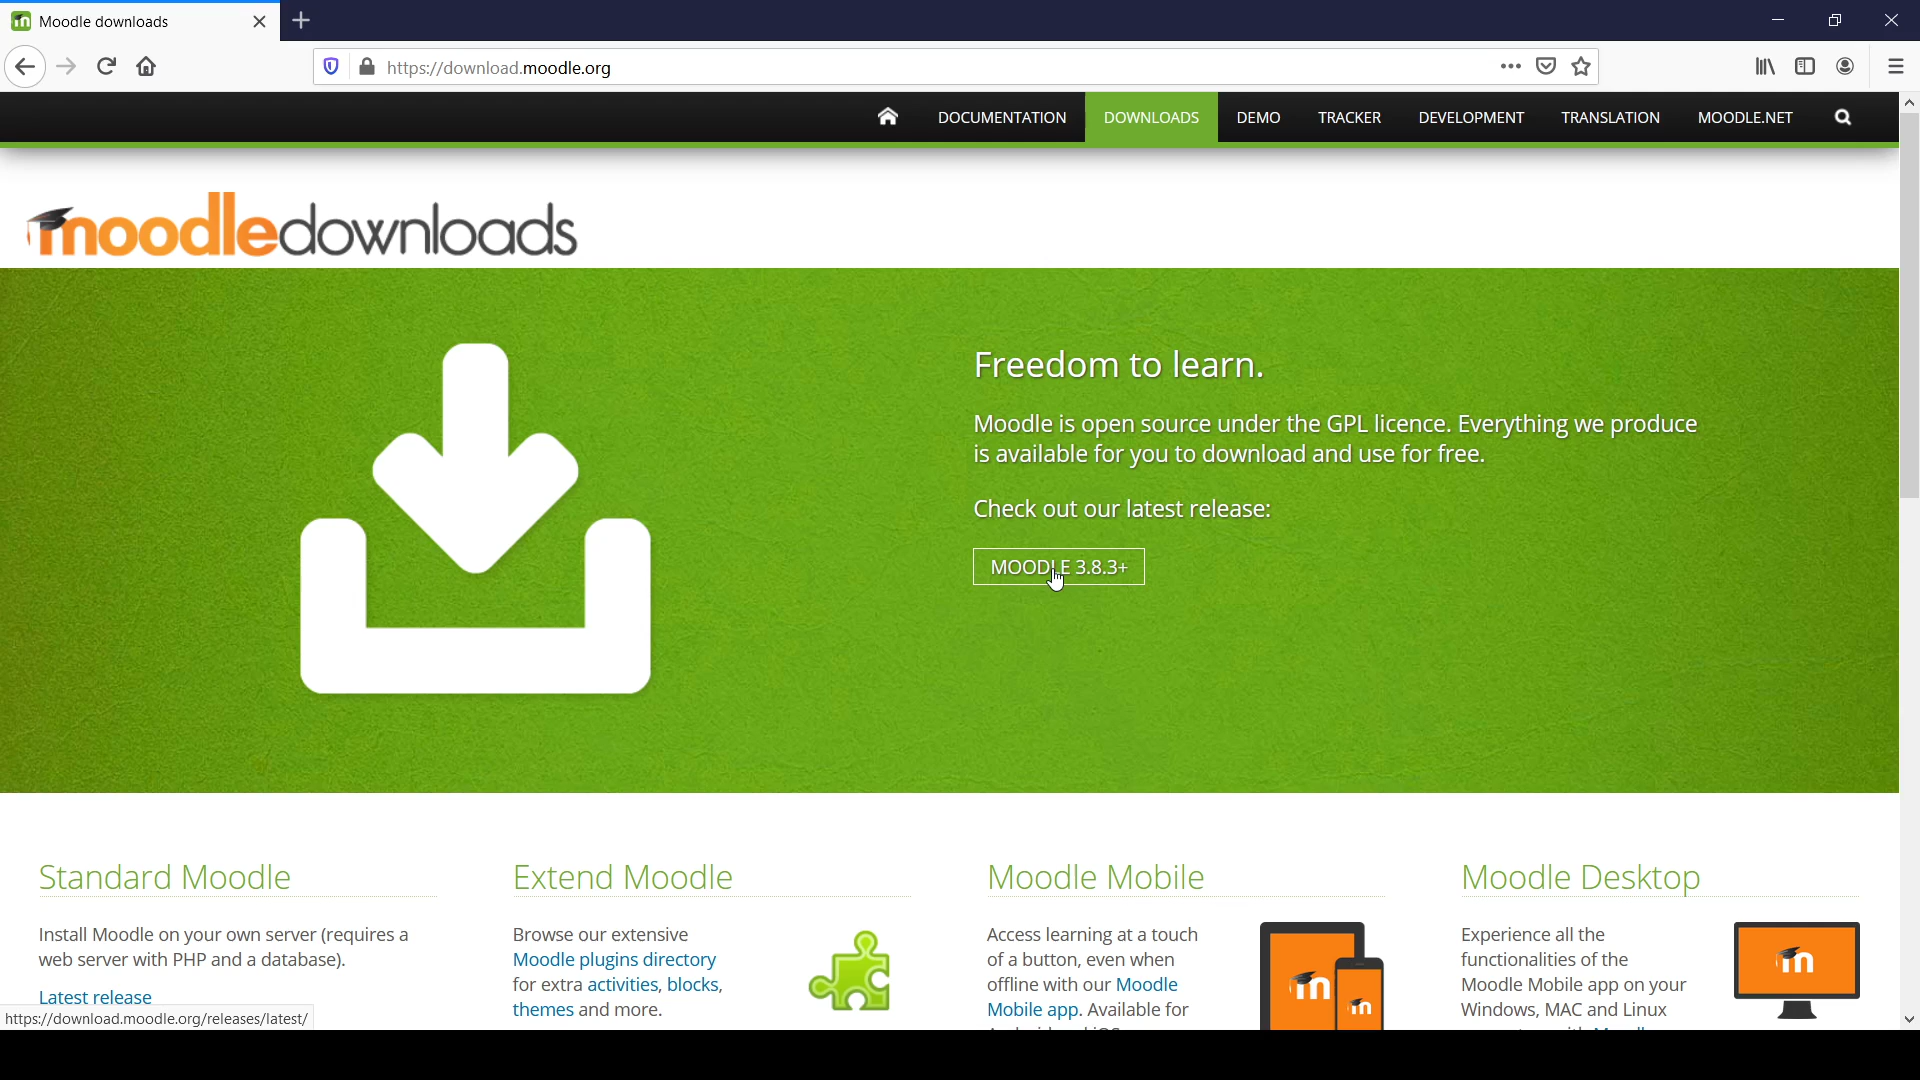 Moodle downloads
https://download.moodle.org
DOCUMENTATION DOWNLOADS DEMO TRACKER DEVELOPMENT TRANSLATION MOODLE.NET
moodledownloads
Freedom to learn.
Moodle is open source under the GPL licence. Everything we produce
is available for you to download and use for free.
Check out our latest release:
MOODLE 3.8.3+
Standard Moodle
Install Moodle on your own server (requires a
web server with PHP and a database).
Latest release
Extend Moodle
Browse our extensive
Moodle plugins directory
for extra activities, blocks,
themes and more.
Moodle Mobile
Access learning at a touch
of a button, even when
offline with our Moodle
Mobile app. Available for
m
m
Moodle Desktop
Experience all the
functionalities of the
Moodle Mobile app on your
Windows, MAC and Linux
m
https://download.moodle.org/releases/latest/